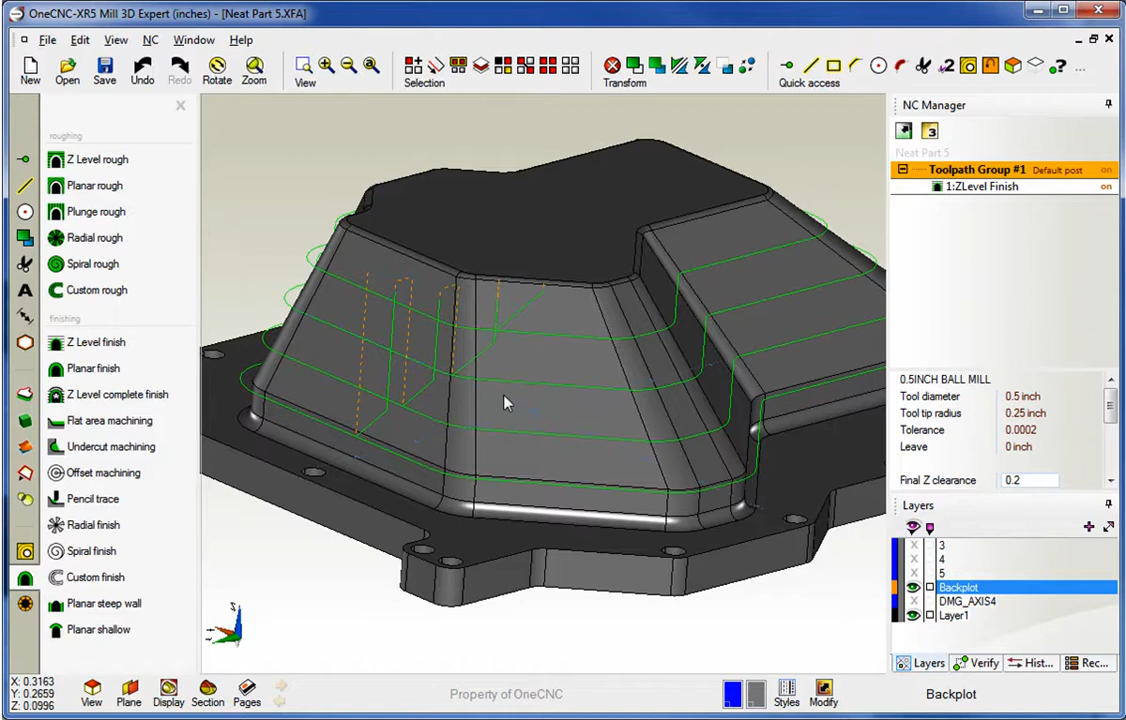 OneCNC-XR5 Mill 3D Expert (inches) - [Neat Part 5.XFA]
File Edit View NC Window Help
New Open Save Undo Redo Rotate Zoom View Selection Transform Quick access
roughing
Z Level rough
Planar rough
Plunge rough
Radial rough
Spiral rough
Custom rough
finishing
Z Level finish
Planar finish
Z Level complete finish
Flat area machining
Undercut machining
Offset machining
Pencil trace
Radial finish
Spiral finish
Custom finish
Planar steep wall
Planar shallow
NC Manager
Neat Part 5
Toolpath Group #1 Default post on
1:ZLevel Finish on
0.5INCH BALL MILL
Tool diameter 0.5 inch
Tool tip radius 0.25 inch
Tolerance 0.0002
Leave 0 inch
Final Z clearance 0.2
Layers
3
4
5
Backplot
DMG_AXIS4
Layer1
Layers Verify Hist... Rec...
X: 0.3163
Y: 0.2659
Z: 0.0996
View Plane Display Section Pages
Property of OneCNC
Styles Modify
Backplot